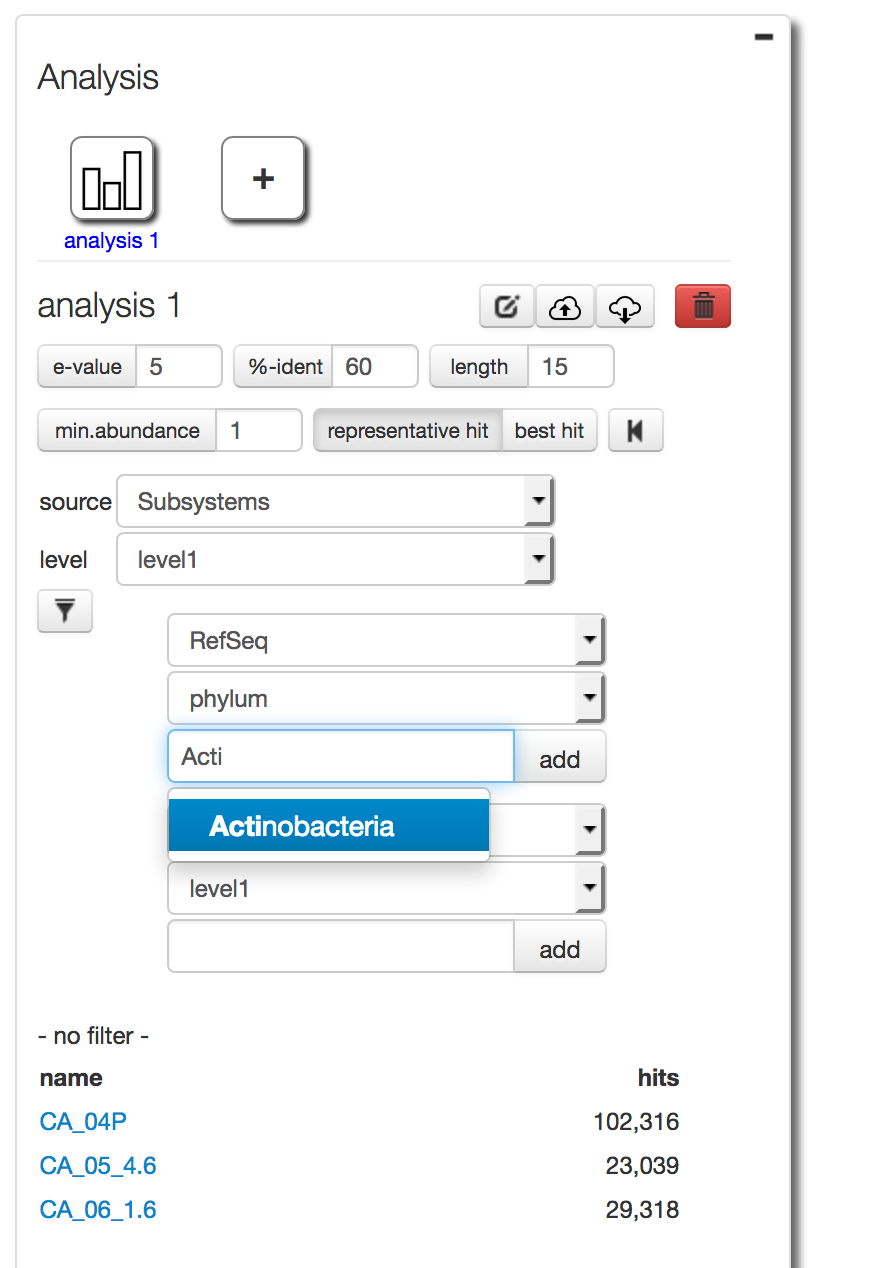 Analysis
+
analysis 1
analysis 1
e-value 5 %-ident 60 length 15
min.abundance 1 representative hit best hit
source Subsystems
level level1
RefSeq
phylum
Acti add
Actinobacteria
level1
add
- no filter -
name hits
CA_04P 102,316
CA_05_4.6 23,039
CA_06_1.6 29,318